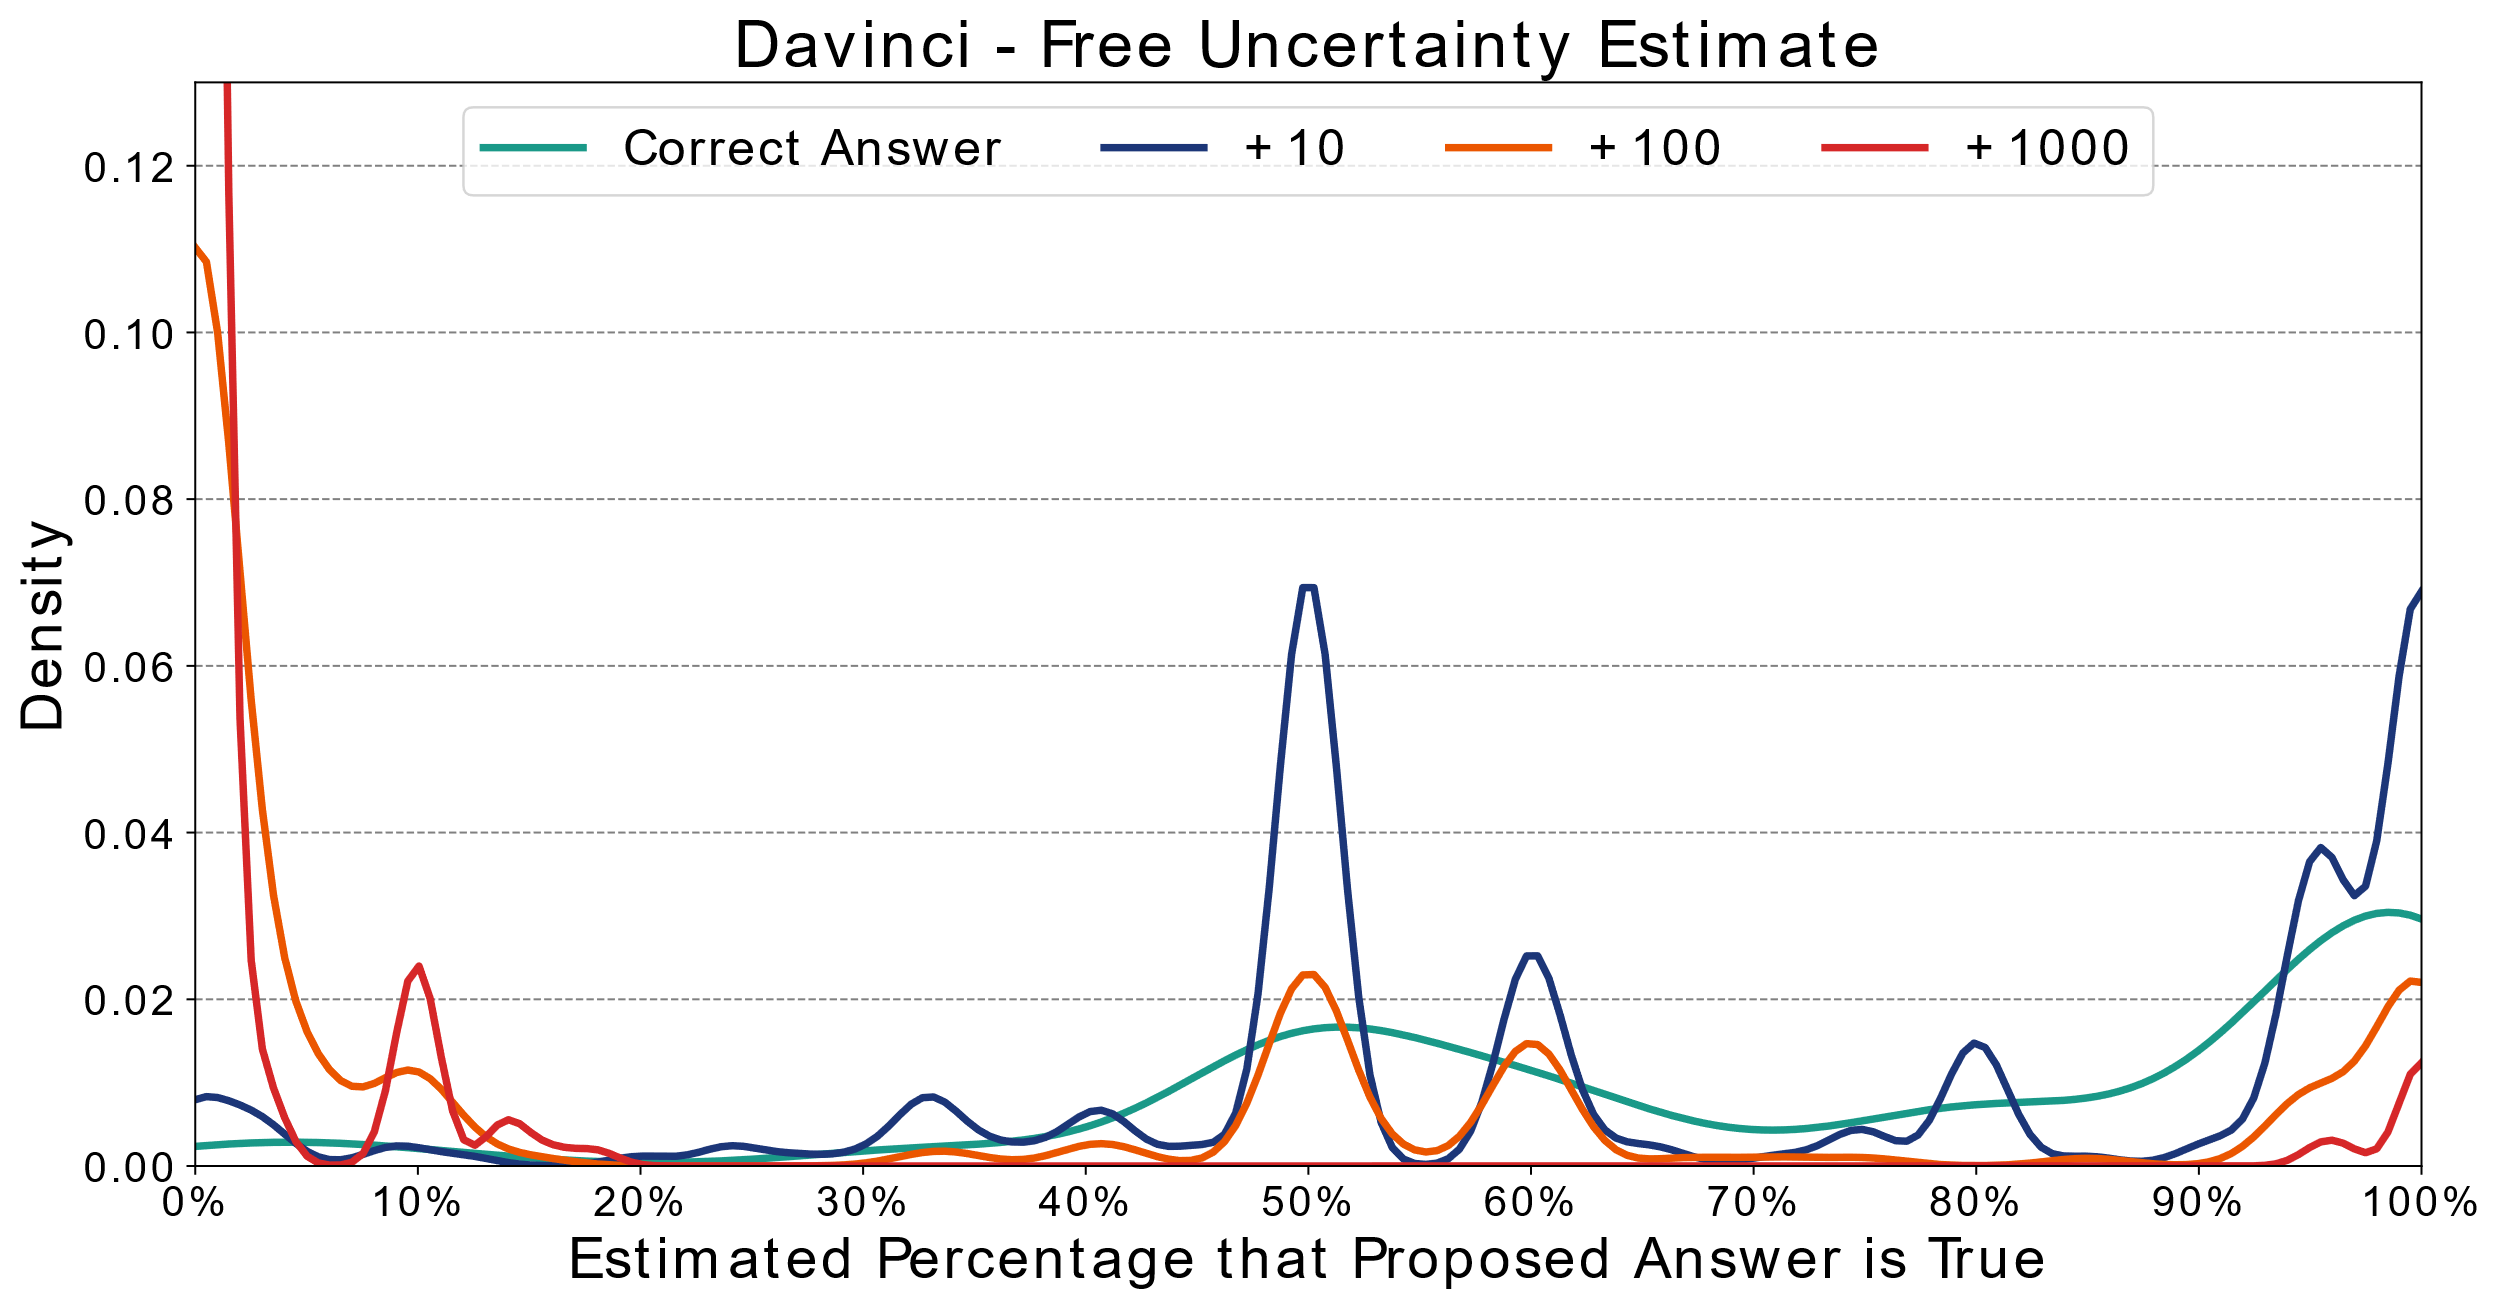 Davinci - Free Uncertainty Estimate
Correct Answer + 10 + 100 + 1000
0.12
0.10
0.08
0.06
0.04
0.02
0.00
Density
0% 10% 20% 30% 40% 50% 60% 70% 80% 90% 100%
Estimated Percentage that Proposed Answer is True